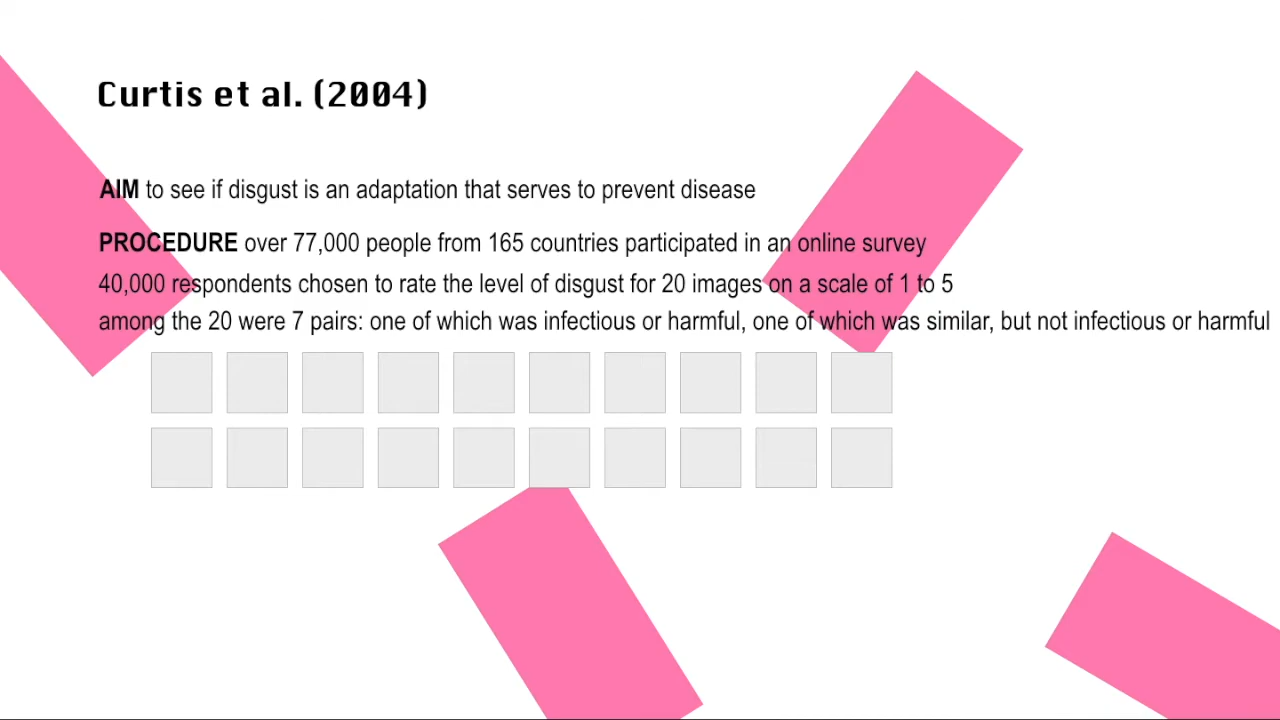 Curtis et al. (2004)
AIM to see if disgust is an adaptation that serves to prevent disease
PROCEDURE over 77,000 people from 165 countries participated in an online survey
40,000 respondents chosen to rate the level of disgust for 20 images on a scale of 1 to 5
among the 20 were 7 pairs: one of which was infectious or harmful, one of which was similar, but not infectious or harmful